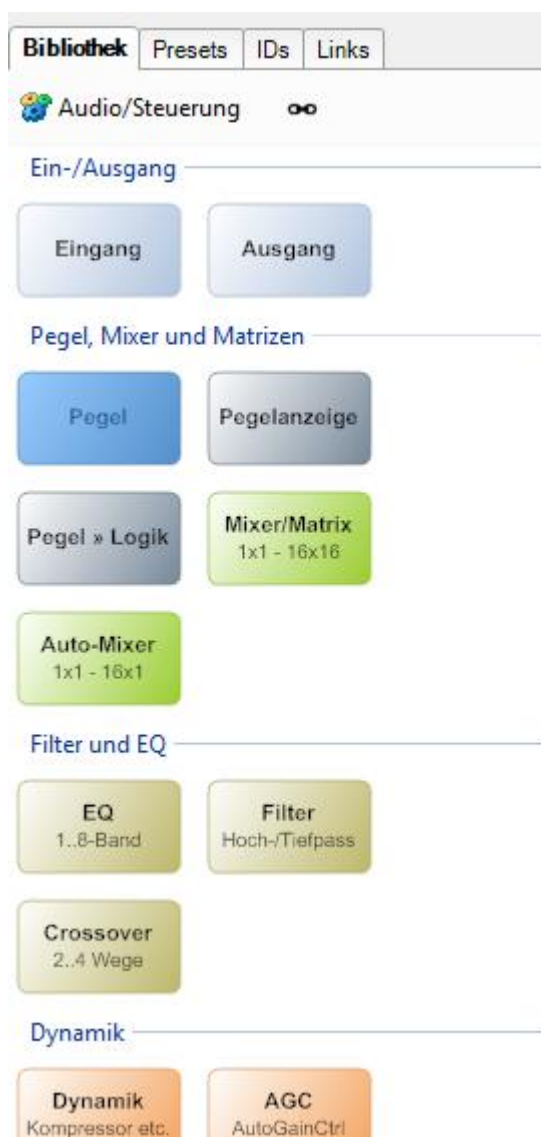 Bibliothek Presets IDs Links
Audio/Steuerung
Ein-/Ausgang
Eingang Ausgang
Pegel, Mixer und Matrizen
Pegel Pegelanzeige
Pegel » Logik Mixer/Matrix
1x1 - 16x16
Auto-Mixer
1x1 - 16x1
Filter und EQ
EQ Filter
1..8-Band Hoch-/Tiefpass
Crossover
2..4 Wege
Dynamik
Dynamik AGC
Kompressor etc. AutoGainCtrl